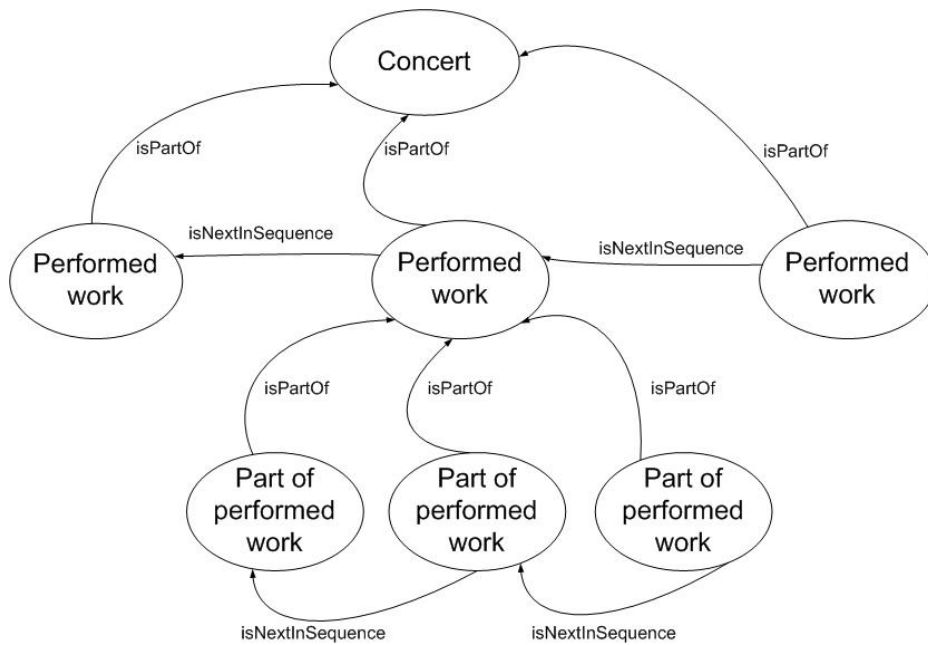 Concert
isPartOf
isPartOf
isPartOf
isNextInSequence
isNextInSequence
Performed
work
Performed
work
Performed
work
isPartOf
isPartOf
isPartOf
Part of
performed
work
Part of
performed
work
Part of
performed
work
isNextInSequence
isNextInSequence